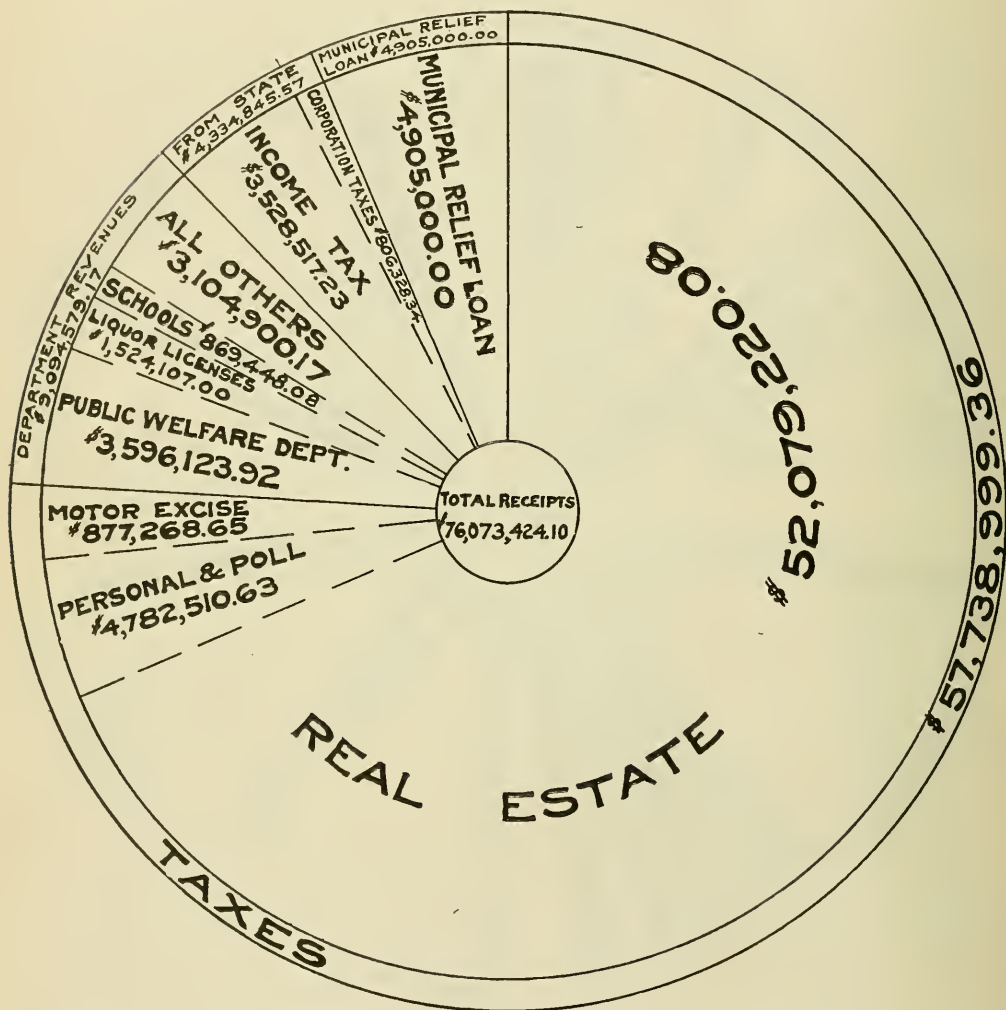 MUNICIPAL RELIEF
LOAN $4,905,000.00
FROM STATE
$4,334,845.57
DEPARTMENT REVENUES
$9,094,579.17
MUNICIPAL RELIEF LOAN
$4,905,000.00
CORPORATION TAXES $806,328.34
INCOME TAX
$3,528,517.23
ALL OTHERS
$3,104,900.17
SCHOOLS $869,448.08
LIQUOR LICENSES
$1,524,107.00
PUBLIC WELFARE DEPT.
$3,596,123.92
MOTOR EXCISE
$877,268.65
PERSONAL & POLL
$4,782,510.63
TOTAL RECEIPTS
$76,073,424.10
REAL ESTATE
$52,079,220.08
TAXES
$57,738,999.36